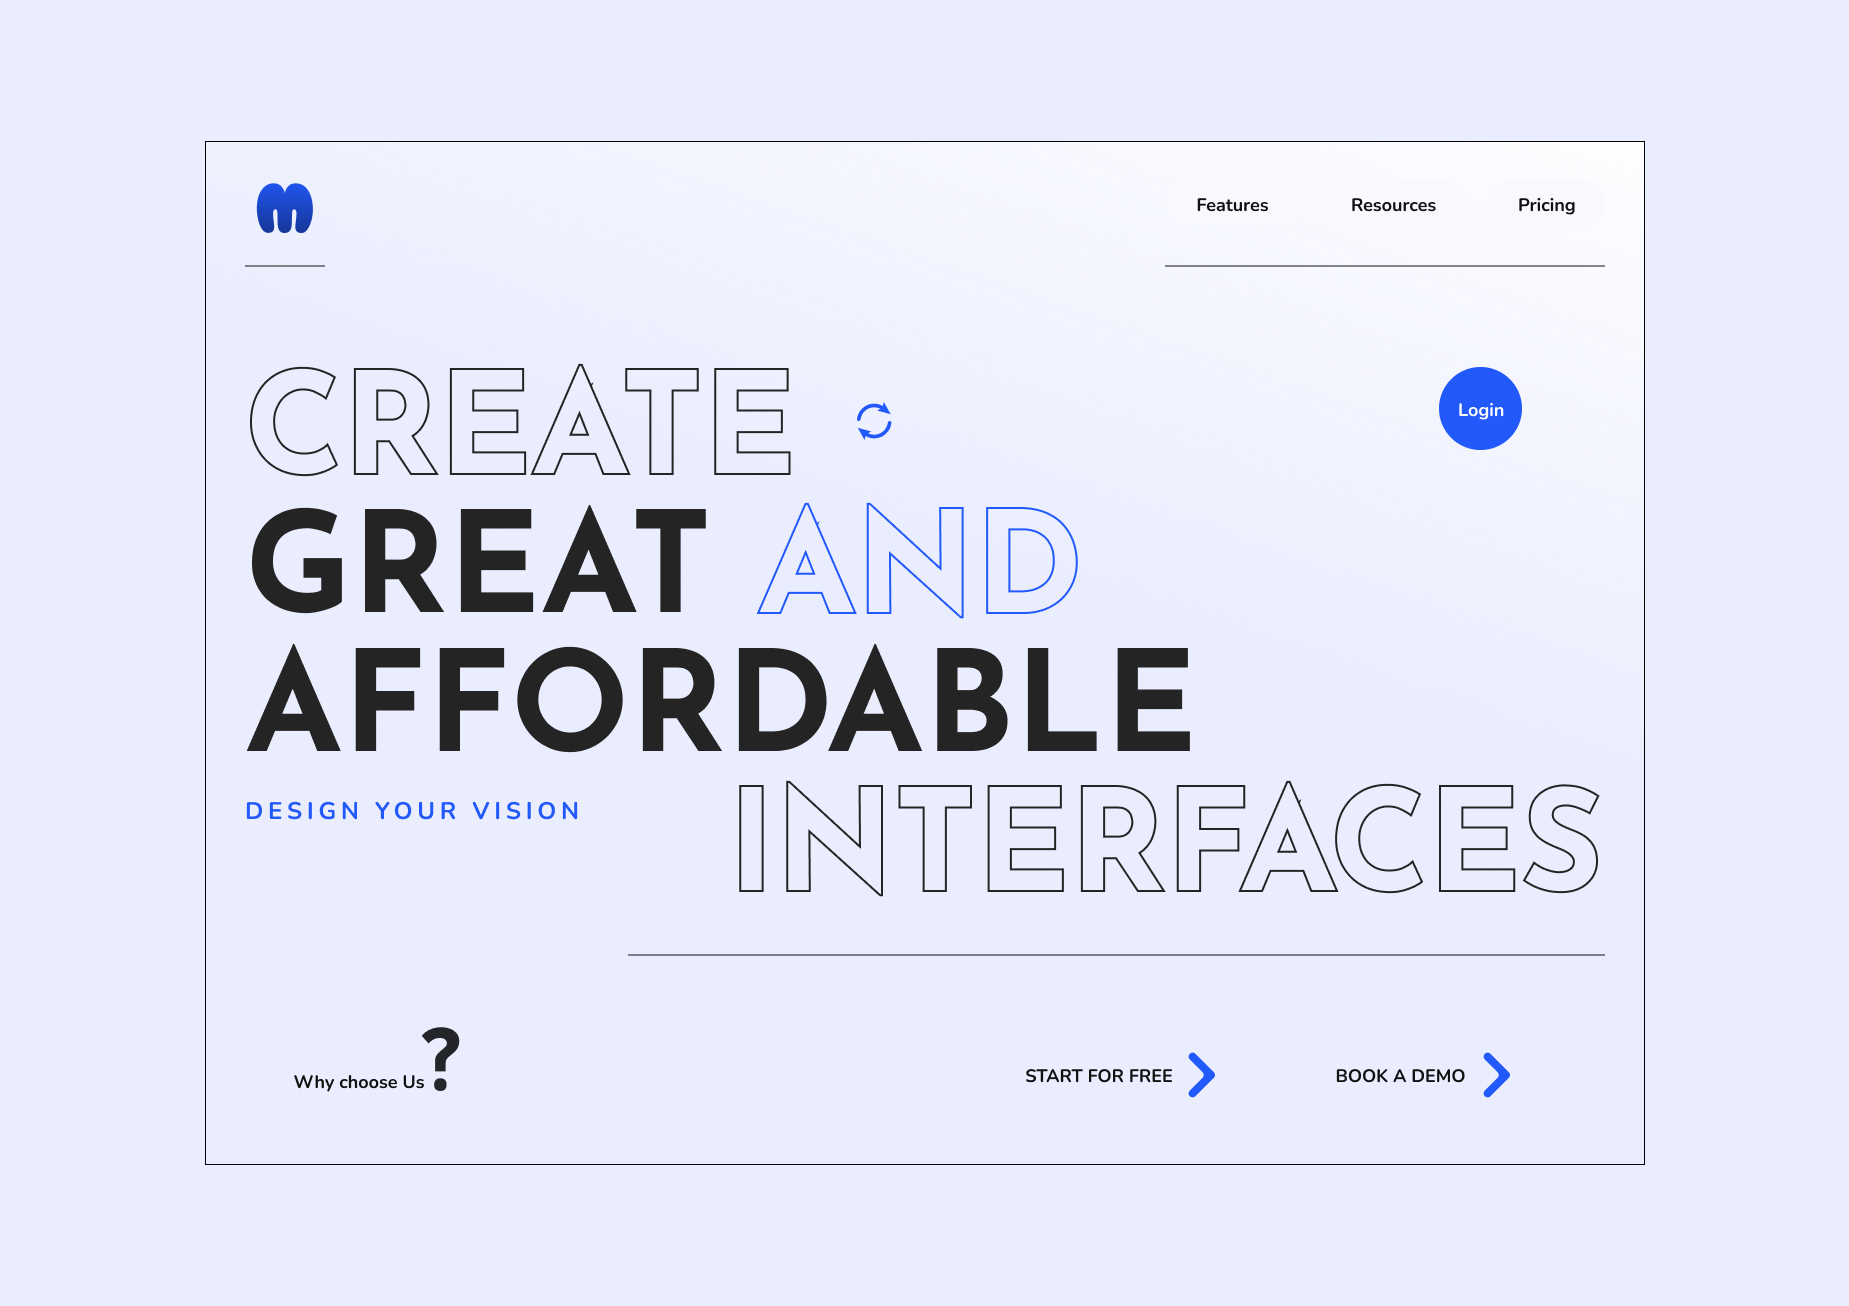 m
Features Resources Pricing
CREATE
Login
GREAT AND
AFFORDABLE
DESIGN YOUR VISION
INTERFACES
Why choose Us?
START FOR FREE
BOOK A DEMO